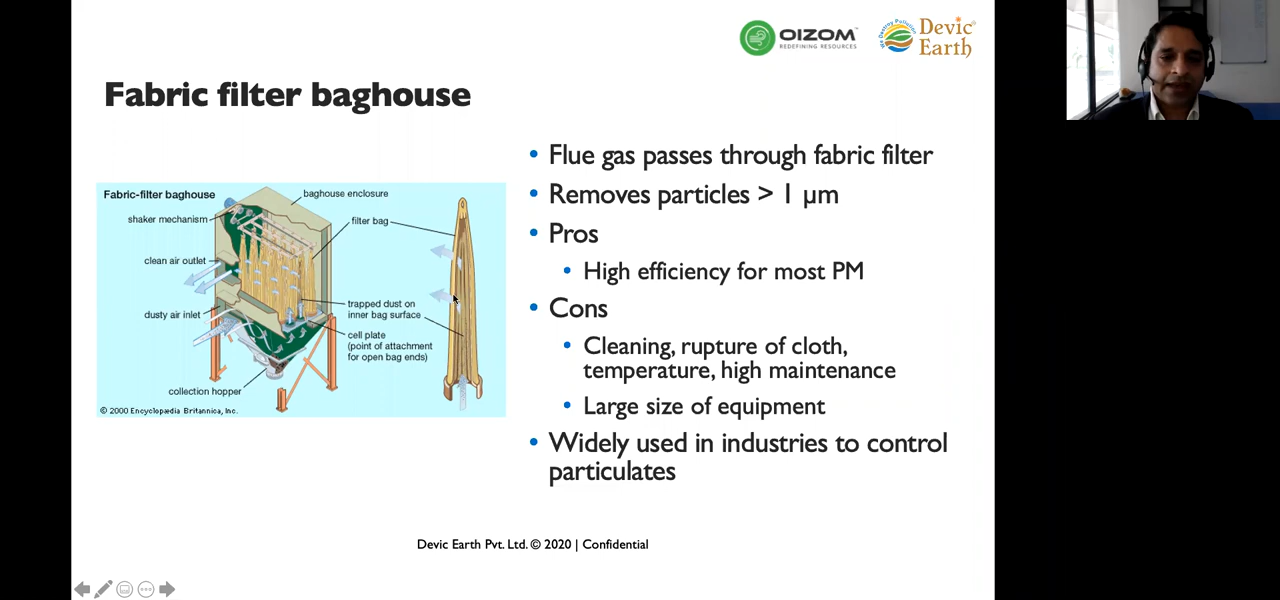 OIZOM
REDEFINING RESOURCES
We Destroy Pollution
Devic
Earth
Fabric filter baghouse
Fabric-filter baghouse
baghouse enclosure
shaker mechanism
filter bag
clean air outlet
dusty air inlet
trapped dust on
inner bag surface
cell plate
(point of attachment
for open bag ends)
collection hopper
© 2000 Encyclopædia Britannica, Inc.
• Flue gas passes through fabric filter
• Removes particles > 1 μm
• Pros
• High efficiency for most PM
• Cons
• Cleaning, rupture of cloth,
temperature, high maintenance
• Large size of equipment
• Widely used in industries to control
particulates
Devic Earth Pvt. Ltd. © 2020 | Confidential